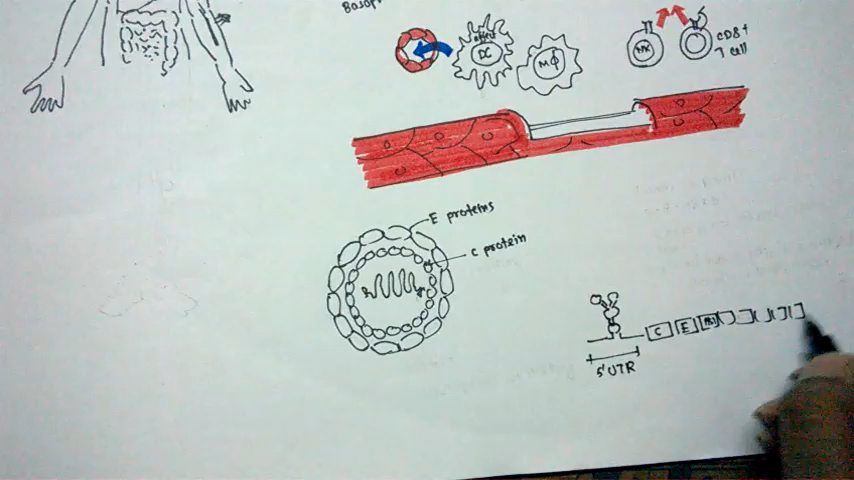 Basop
DC
MΦ
NK
CD8+
T cell
E proteins
C protein
C E
5' UTR